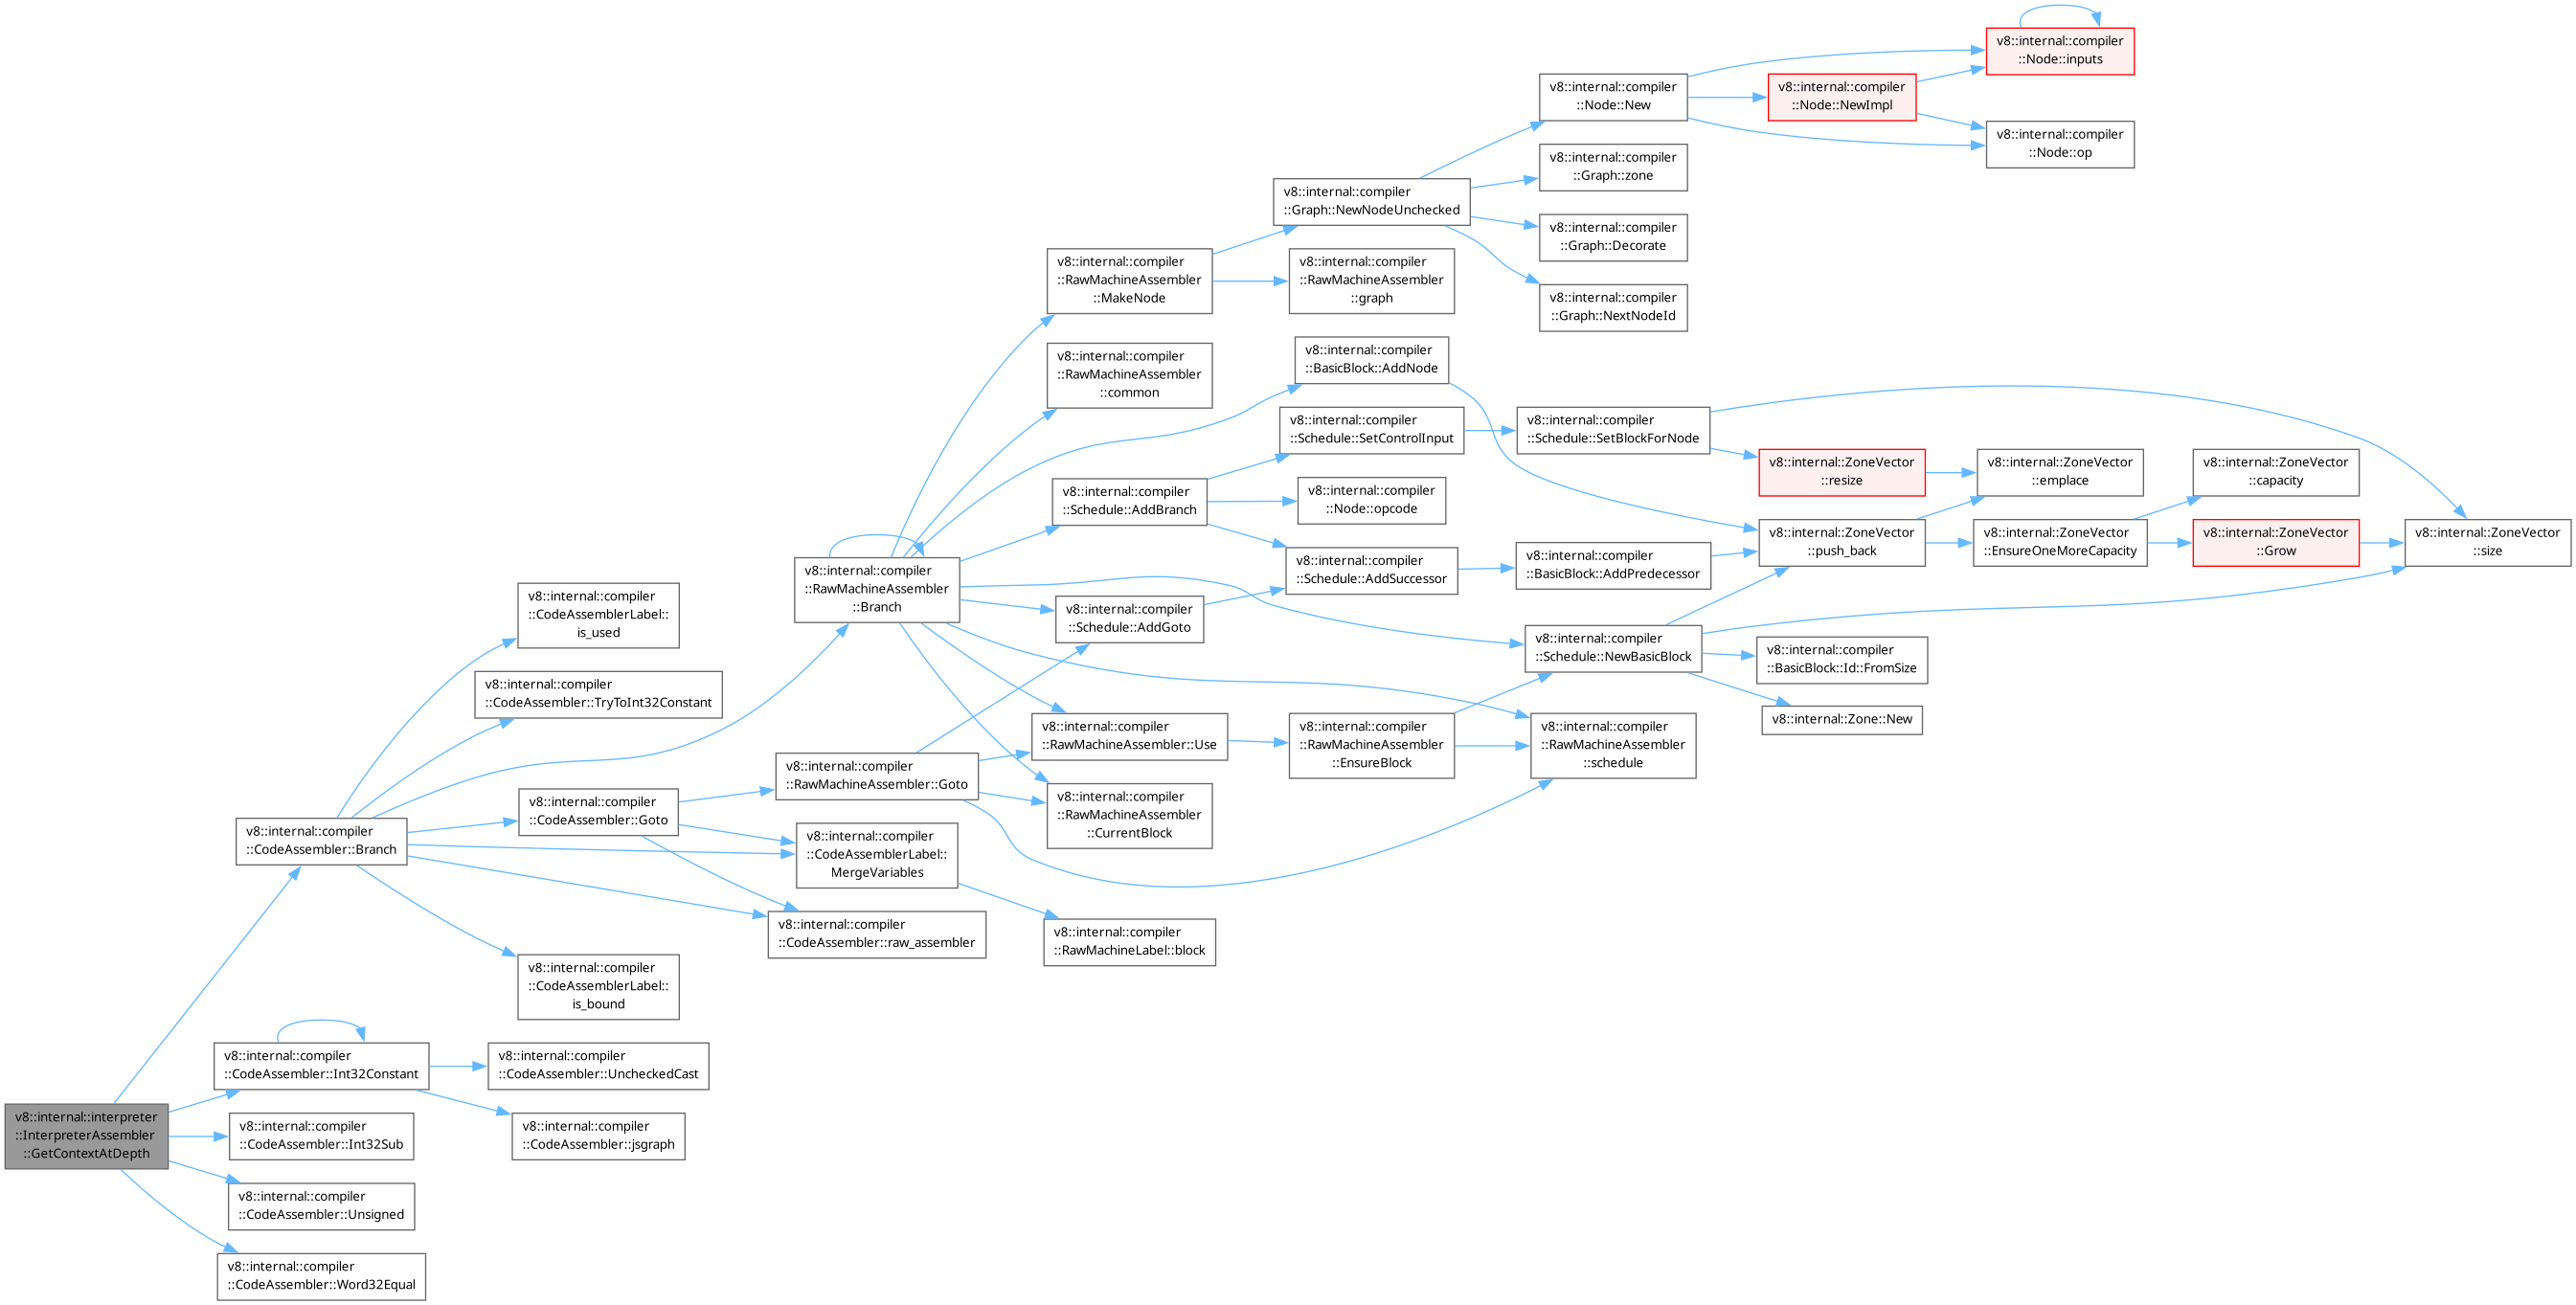 v8::internal::compiler
::Node::inputs
v8::internal::compiler
::Node::New
v8::internal::compiler
::Node::NewImpl
v8::internal::compiler
::Node::op
v8::internal::compiler
::Graph::zone
v8::internal::compiler
::Graph::NewNodeUnchecked
v8::internal::compiler
::Graph::Decorate
v8::internal::compiler
::RawMachineAssembler
::MakeNode
v8::internal::compiler
::RawMachineAssembler
::graph
v8::internal::compiler
::Graph::NextNodeId
v8::internal::compiler
::RawMachineAssembler
::common
v8::internal::compiler
::BasicBlock::AddNode
v8::internal::compiler
::Schedule::SetControlInput
v8::internal::compiler
::Schedule::SetBlockForNode
v8::internal::ZoneVector
::resize
v8::internal::ZoneVector
::emplace
v8::internal::ZoneVector
::capacity
v8::internal::compiler
::Schedule::AddBranch
v8::internal::compiler
::Node::opcode
v8::internal::ZoneVector
::push_back
v8::internal::ZoneVector
::EnsureOneMoreCapacity
v8::internal::ZoneVector
::Grow
v8::internal::ZoneVector
::size
v8::internal::compiler
::RawMachineAssembler
::Branch
v8::internal::compiler
::Schedule::AddSuccessor
v8::internal::compiler
::BasicBlock::AddPredecessor
v8::internal::compiler
::CodeAssemblerLabel::
is_used
v8::internal::compiler
::Schedule::AddGoto
v8::internal::compiler
::Schedule::NewBasicBlock
v8::internal::compiler
::BasicBlock::Id::FromSize
v8::internal::compiler
::CodeAssembler::TryToInt32Constant
v8::internal::Zone::New
v8::internal::compiler
::RawMachineAssembler::Use
v8::internal::compiler
::RawMachineAssembler
::EnsureBlock
v8::internal::compiler
::RawMachineAssembler
::schedule
v8::internal::compiler
::RawMachineAssembler::Goto
v8::internal::compiler
::RawMachineAssembler
::CurrentBlock
v8::internal::compiler
::CodeAssembler::Goto
v8::internal::compiler
::CodeAssembler::Branch
v8::internal::compiler
::CodeAssemblerLabel::
MergeVariables
v8::internal::compiler
::CodeAssembler::raw_assembler
v8::internal::compiler
::RawMachineLabel::block
v8::internal::compiler
::CodeAssemblerLabel::
is_bound
v8::internal::compiler
::CodeAssembler::Int32Constant
v8::internal::compiler
::CodeAssembler::UncheckedCast
v8::internal::interpreter
::InterpreterAssembler
::GetContextAtDepth
v8::internal::compiler
::CodeAssembler::Int32Sub
v8::internal::compiler
::CodeAssembler::jsgraph
v8::internal::compiler
::CodeAssembler::Unsigned
v8::internal::compiler
::CodeAssembler::Word32Equal